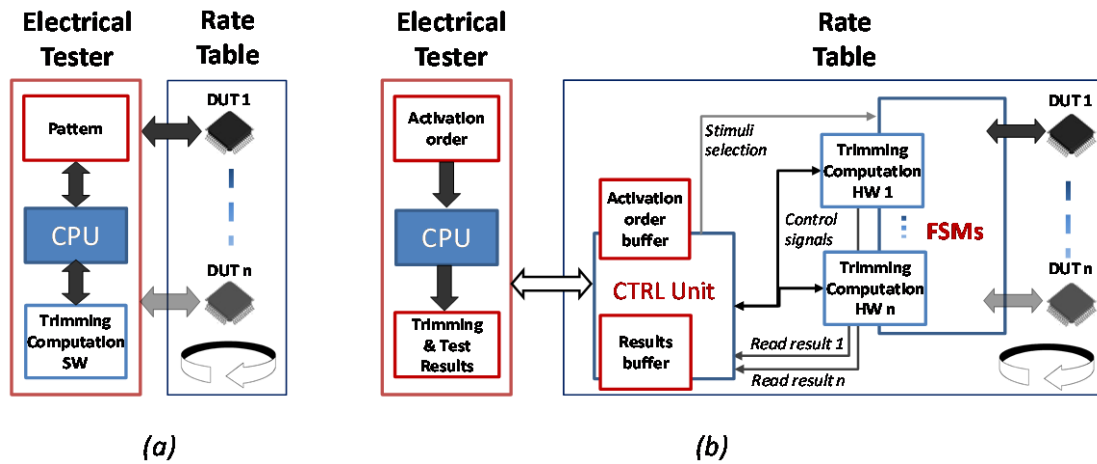 Electrical
Tester
Rate
Table
Pattern
CPU
Trimming
Computation
SW
DUT 1
DUT n
(a)
Electrical
Tester
Rate
Table
Activation
order
CPU
Trimming
& Test
Results
Activation
order
buffer
CTRL Unit
Results
buffer
Stimuli
selection
Control
signals
Trimming
Computation
HW 1
Trimming
Computation
HW n
FSMs
Read result 1
Read result n
DUT 1
DUT n
(b)